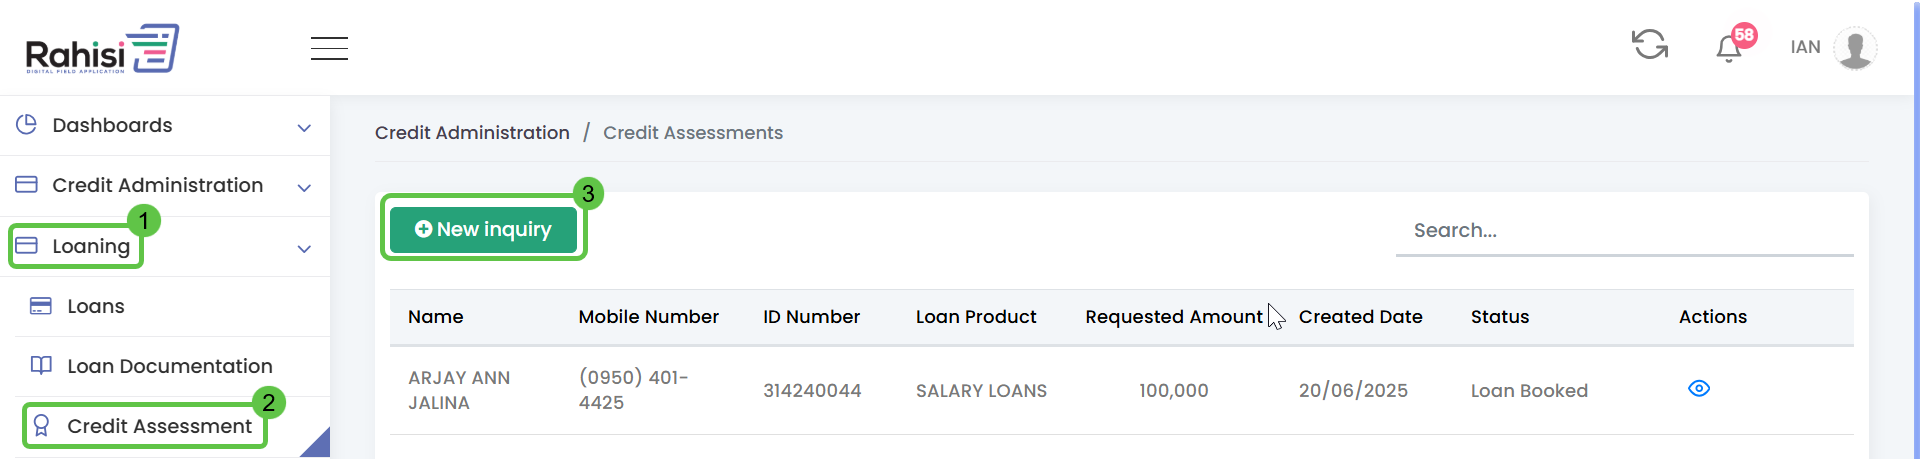 Rahisi
DIGITAL FIELD APPLICATION
58
IAN
Dashboards
Credit Administration
1
Loaning
Loans
Loan Documentation
2
Credit Assessment
Credit Administration / Credit Assessments
3
New inquiry
Search...
Name Mobile Number ID Number Loan Product Requested Amount Created Date Status Actions
ARJAY ANN JALINA (0950) 401-4425 314240044 SALARY LOANS 100,000 20/06/2025 Loan Booked